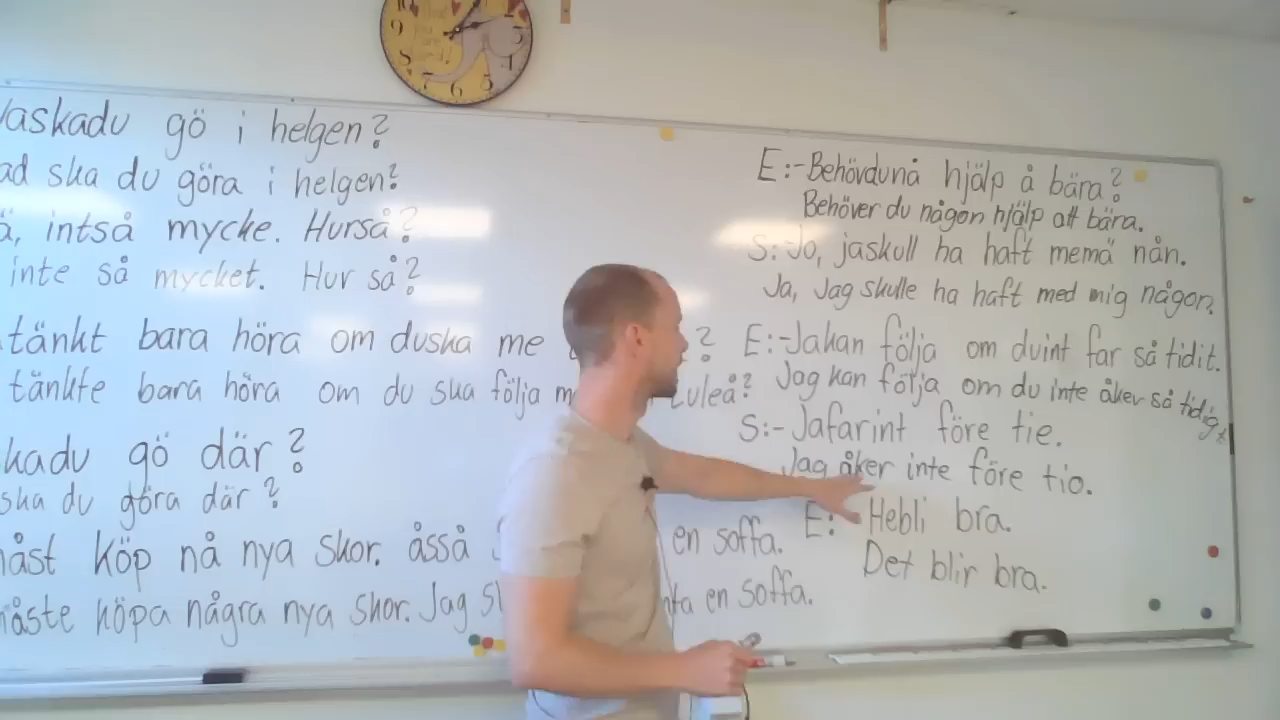 askadu gö i helgen?
ad ska du göra i helgen?
ä, intså mycke. Hurså?
inte så mycket. Hur så?
tänkt bara höra om duska me ?
tänkte bara höra om du ska följa m Luleå?
kadu gö där?
ska du göra där?
åst köp nå nya skor. åsså en soffa.
åste köpa några nya skor. Jag en soffa.
E:-Behövdunå hjälp å bära?
Behöver du någon hjälp att bära.
S:-Jo, jaskull ha haft memä nån.
Ja, Jag skulle ha haft med mig någon.
E:-Jakan följa om duint far så tidit.
Jag kan följa om du inte åker så tidigt
S:-Jafarint före tie.
Jag åker inte före tio.
E: Hebli bra.
Det blir bra.